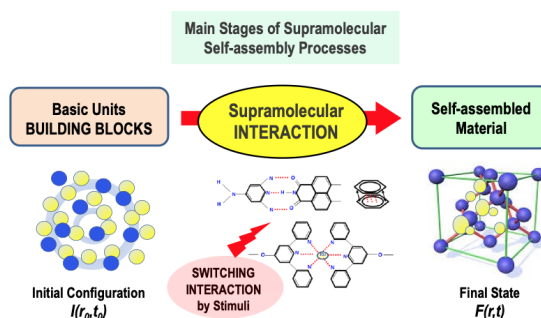 Main Stages of Supramolecular
Self-assembly Processes
Basic Units
BUILDING BLOCKS
Supramolecular
INTERACTION
Self-assembled
Material
H
N
H
N
N
N
O
H
N
O
O
N
N
N
N
N
N
O
SWITCHING
INTERACTION
by Stimuli
Initial Configuration
I(r₀,t₀)
Final State
F(r,t)